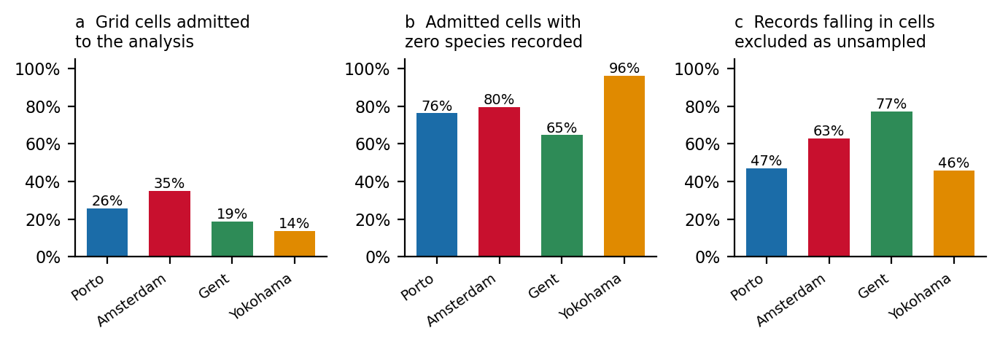 a  Grid cells admitted
to the analysis
100%
80%
60%
40%
20%
0%
26%
35%
19%
14%
Porto
Amsterdam
Gent
Yokohama
b  Admitted cells with
zero species recorded
100%
80%
60%
40%
20%
0%
76%
80%
65%
96%
Porto
Amsterdam
Gent
Yokohama
c  Records falling in cells
excluded as unsampled
100%
80%
60%
40%
20%
0%
47%
63%
77%
46%
Porto
Amsterdam
Gent
Yokohama